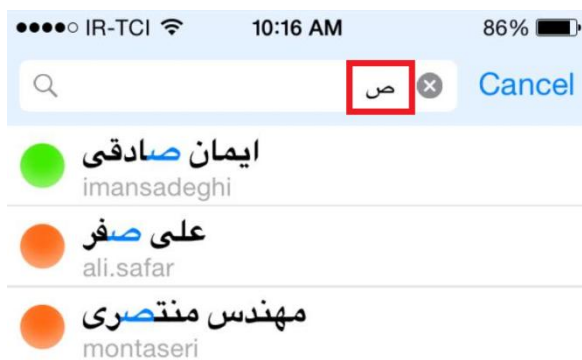 IR-TCI 10:16 AM 86%
ص Cancel
ایمان صادقی
imansadeghi
علی صفر
ali.safar
مهندس منتصری
montaseri